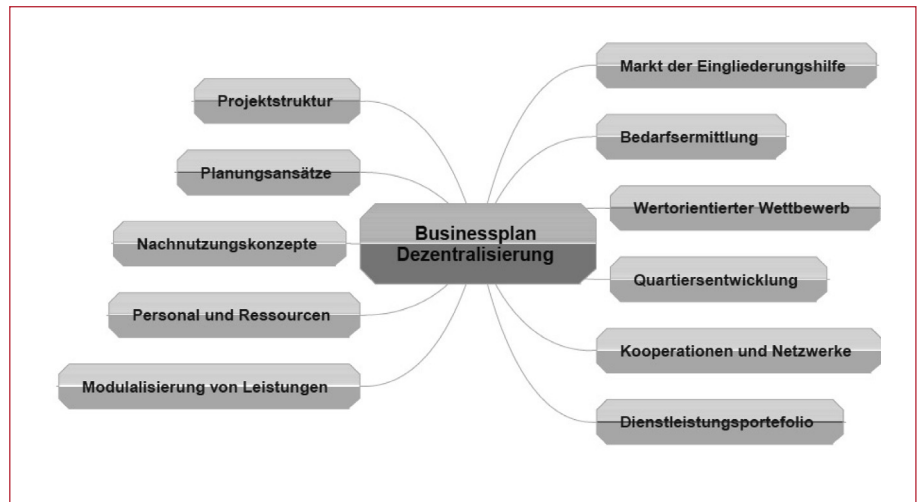 Projektstruktur
Planungsansätze
Nachnutzungskonzepte
Personal und Ressourcen
Modulalisierung von Leistungen
Businessplan
Dezentralisierung
Markt der Eingliederungshilfe
Bedarfsermittlung
Wertorientierter Wettbewerb
Quartiersentwicklung
Kooperationen und Netzwerke
Dienstleistungsportefolio